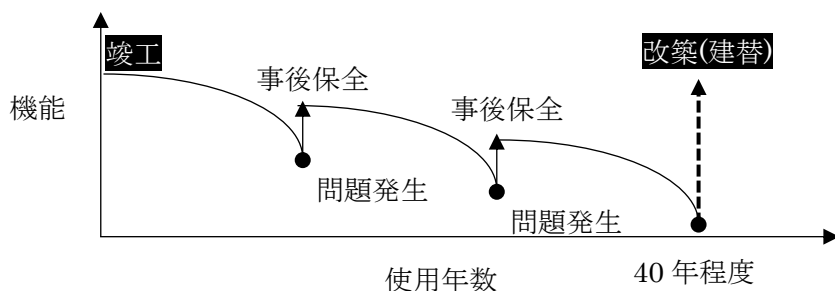 竣工
改築(建替)
事後保全
事後保全
機能
問題発生
問題発生
使用年数
40 年程度